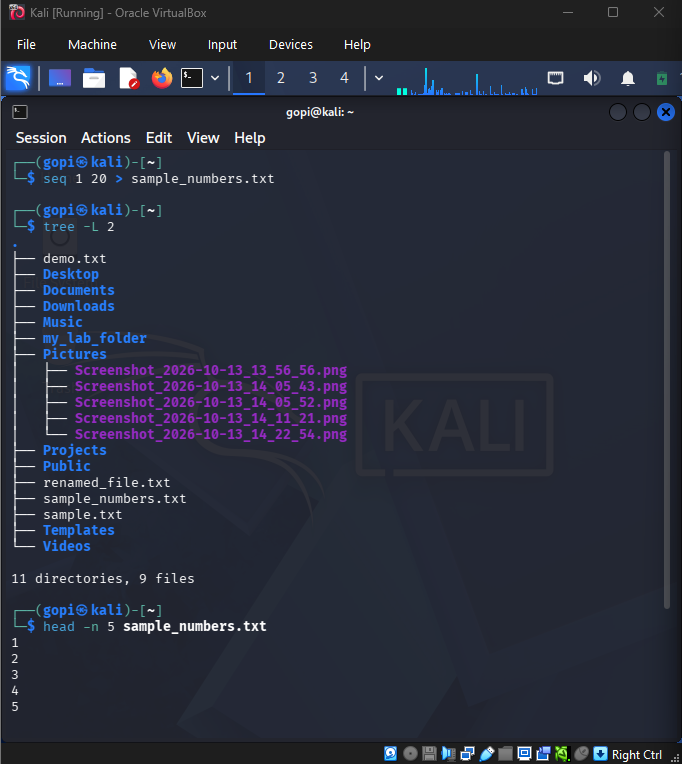 Kali [Running] - Oracle VirtualBox
File Machine View Input Devices Help
1 2 3 4
gopi@kali: ~
Session Actions Edit View Help
┌──(gopi㉿kali)-[~]
└─$ seq 1 20 > sample_numbers.txt
┌──(gopi㉿kali)-[~]
└─$ tree -L 2
.
├── demo.txt
├── Desktop
├── Documents
├── Downloads
├── Music
├── my_lab_folder
├── Pictures
│   ├── Screenshot_2026-10-13_13_56_56.png
│   ├── Screenshot_2026-10-13_14_05_43.png
│   ├── Screenshot_2026-10-13_14_05_52.png
│   ├── Screenshot_2026-10-13_14_11_21.png
│   └── Screenshot_2026-10-13_14_22_54.png
├── Projects
├── Public
├── renamed_file.txt
├── sample_numbers.txt
├── sample.txt
├── Templates
└── Videos
11 directories, 9 files
┌──(gopi㉿kali)-[~]
└─$ head -n 5 sample_numbers.txt
1
2
3
4
5
KALI
Right Ctrl